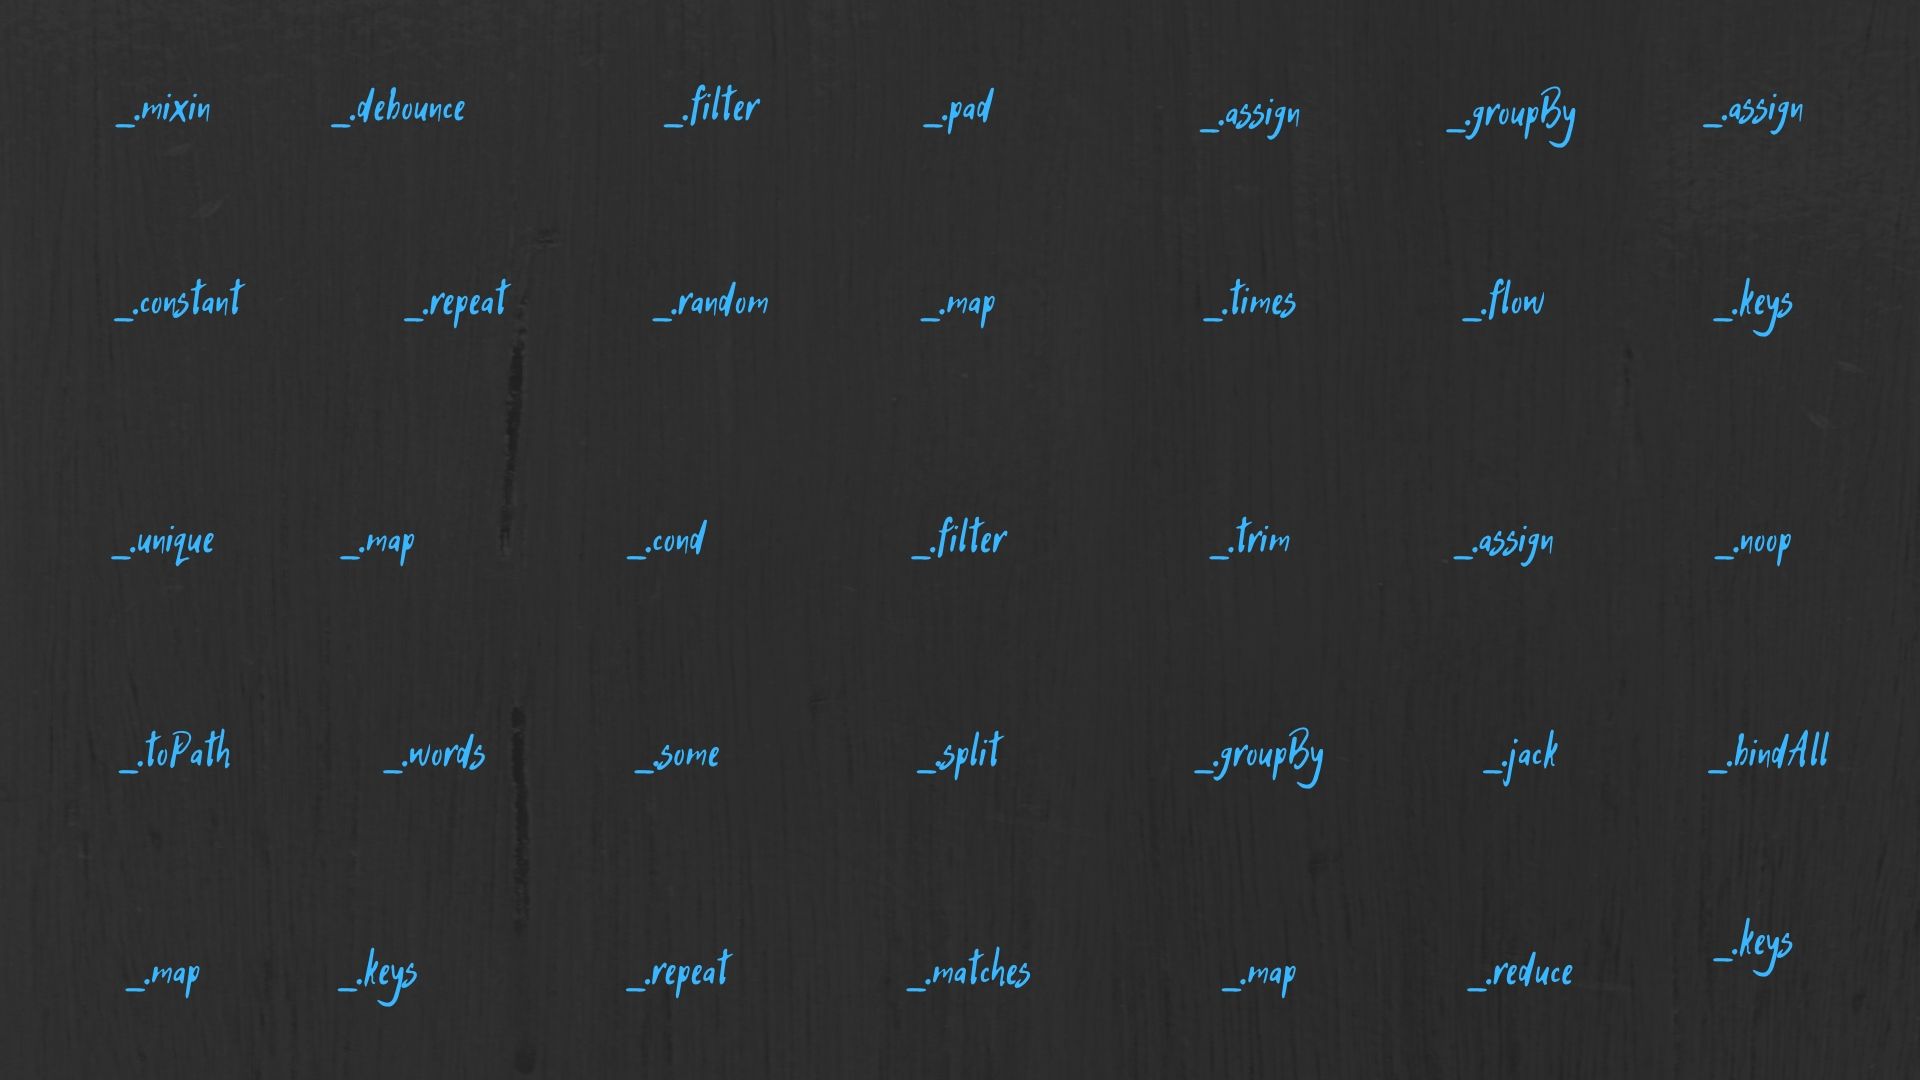 _.mixin _.debounce _.filter _.pad _.assign _.groupBy _.assign
_.constant _.repeat _.random _.map _.times _.flow _.keys
_.unique _.map _.cond _.filter _.trim _.assign _.noop
_.toPath _.words _.some _.split _.groupBy _.jack _.bindAll
_.map _.keys _.repeat _.matches _.map _.reduce _.keys